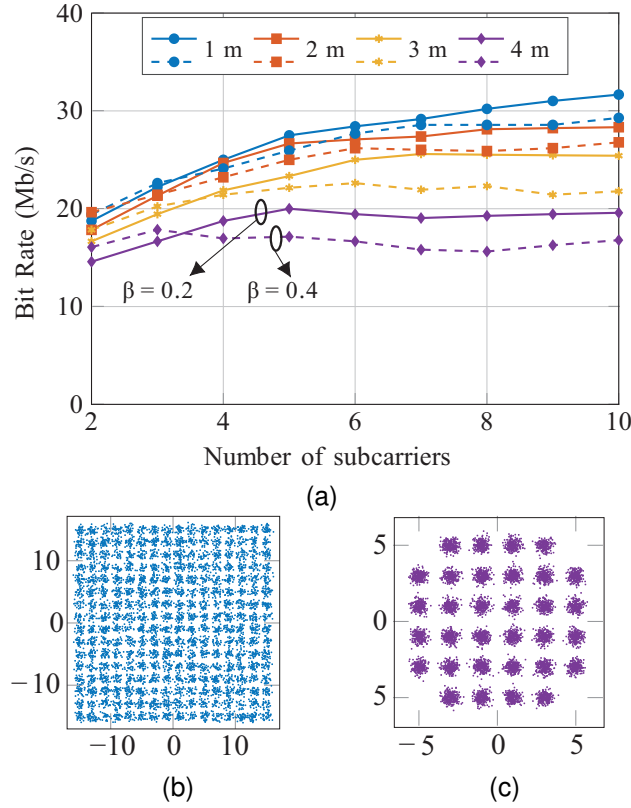 40
30
20
10
0
Bit Rate (Mb/s)
1 m 2 m 3 m 4 m
β = 0.2 β = 0.4
2 4 6 8 10
Number of subcarriers
(a)
10
0
−10
−10 0 10
(b)
5
0
5
−5 0 5
(c)